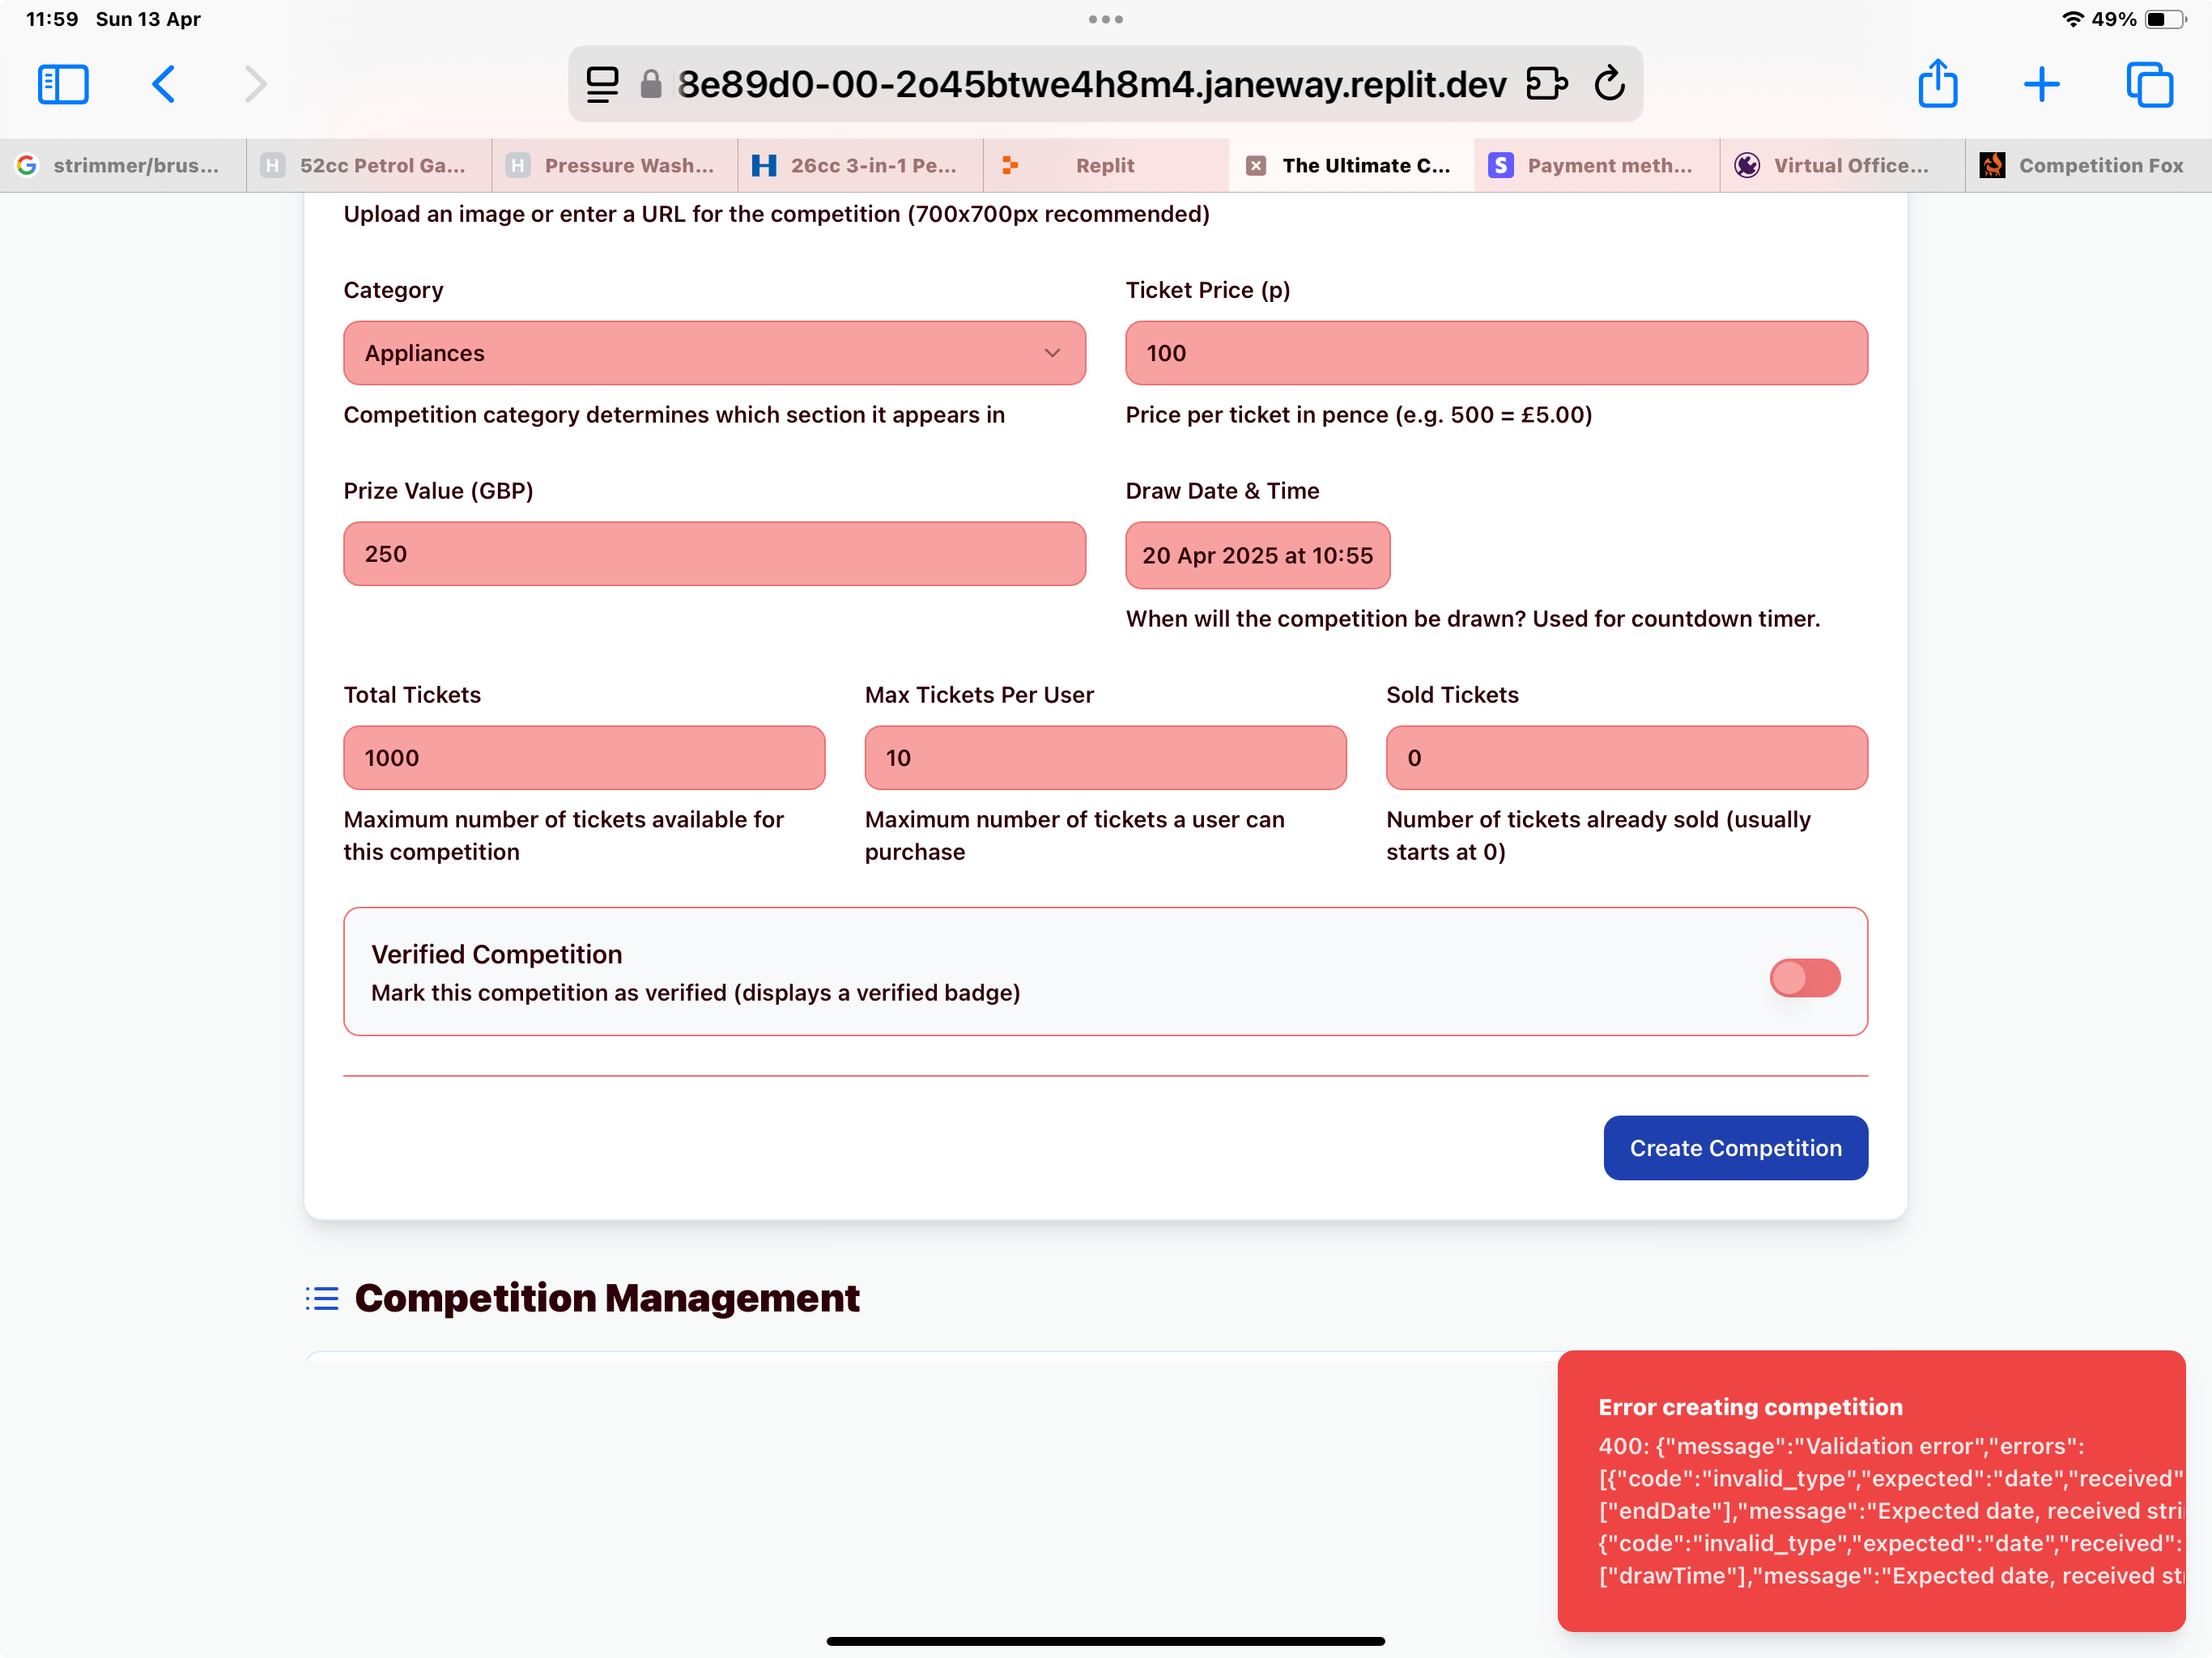 11:59 Sun 13 Apr
49%
8e89d0-00-2o45btwe4h8m4.janeway.replit.dev
strimmer/brus...
H 52cc Petrol Ga...
H Pressure Wash...
H 26cc 3-in-1 Pe...
Replit
The Ultimate C...
S Payment meth...
Virtual Office...
Competition Fox
Upload an image or enter a URL for the competition (700x700px recommended)
Category
Appliances
Competition category determines which section it appears in
Ticket Price (p)
100
Price per ticket in pence (e.g. 500 = £5.00)
Prize Value (GBP)
250
Draw Date & Time
20 Apr 2025 at 10:55
When will the competition be drawn? Used for countdown timer.
Total Tickets
1000
Maximum number of tickets available for
this competition
Max Tickets Per User
10
Maximum number of tickets a user can
purchase
Sold Tickets
0
Number of tickets already sold (usually
starts at 0)
Verified Competition
Mark this competition as verified (displays a verified badge)
Create Competition
Competition Management
Error creating competition
400: {"message":"Validation error","errors":
[{"code":"invalid_type","expected":"date","received"
["endDate"],"message":"Expected date, received stri
{"code":"invalid_type","expected":"date","received":
["drawTime"],"message":"Expected date, received st